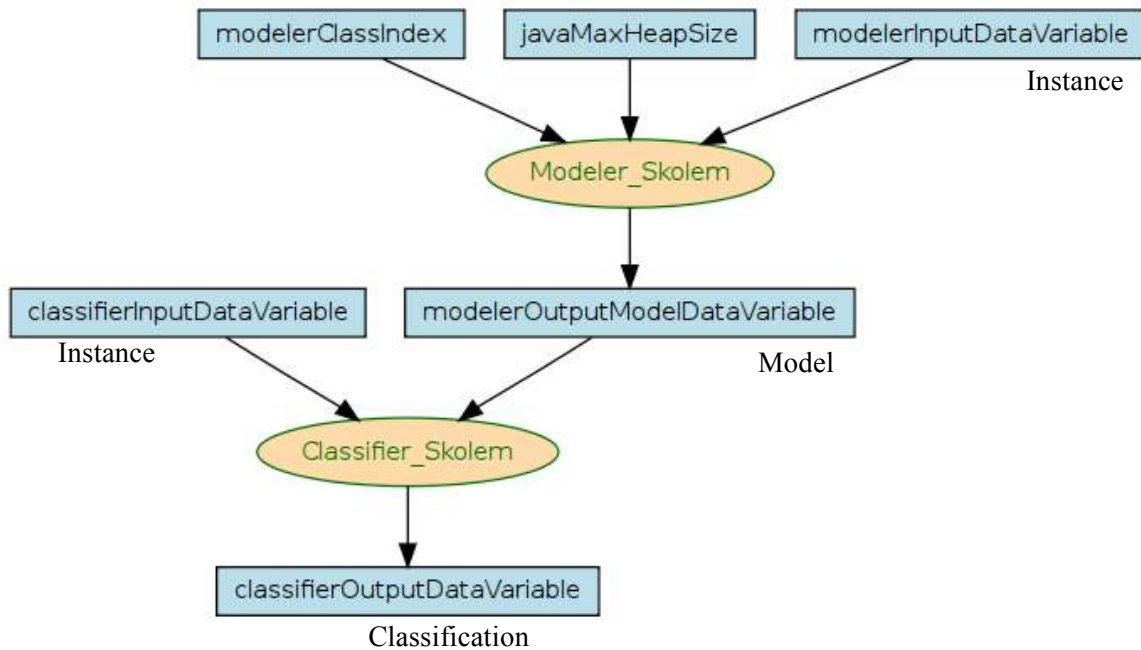 modelerClassIndex
javaMaxHeapSize
modelerInputDataVariable
Instance
Modeler_Skolem
classifierInputDataVariable
modelerOutputModelDataVariable
Instance
Model
Classifier_Skolem
classifierOutputDataVariable
Classification